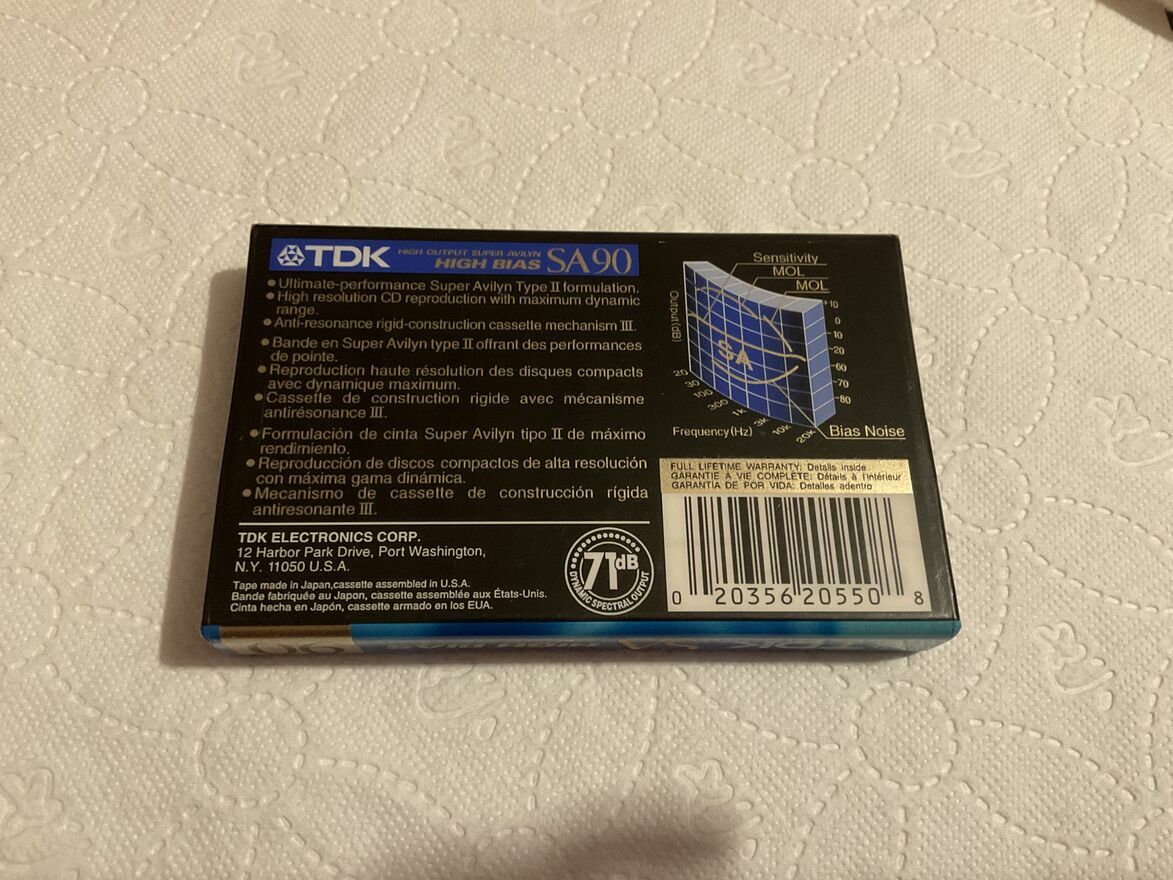 TDK HIGH OUTPUT SUPER AVILYN HIGH BIAS SA90
• Ultimate-performance Super Avilyn Type II formulation.
• High resolution CD reproduction with maximum dynamic
range.
• Anti-resonance rigid-construction cassette mechanism III.
• Bande en Super Avilyn type II offrant des performances
de pointe.
• Reproduction haute résolution des disques compacts
avec dynamique maximum.
• Cassette de construction rigide avec mécanisme
antirésonance III.
• Formulación de cinta Super Avilyn tipo II de máximo
rendimiento.
• Reproducción de discos compactos de alta resolución
con máxima gama dinámica.
• Mecanismo de cassette de construcción rígida
antiresonante III.
TDK ELECTRONICS CORP.
12 Harbor Park Drive, Port Washington,
N.Y. 11050 U.S.A.
Tape made in Japan,cassette assembled in U.S.A.
Bande fabriquée au Japon, cassette assemblée aux États-Unis.
Cinta hecha en Japón, cassette armado en los EUA.
71dB
DYNAMIC SPECTRAL OUTPUT
Sensitivity
MOL
MOL
Output(dB)
+10
0
-10
-20
-60
-70
-80
SA
20 30 100 300 1k 3k 10k 20k
Frequency(Hz)
Bias Noise
FULL LIFETIME WARRANTY: Details inside
GARANTIE A VIE COMPLÈTE: Détails à l'intérieur
GARANTÍA DE POR VIDA: Detalles adentro
0 20356 20550 8
90 HIGH BIAS SA TDK